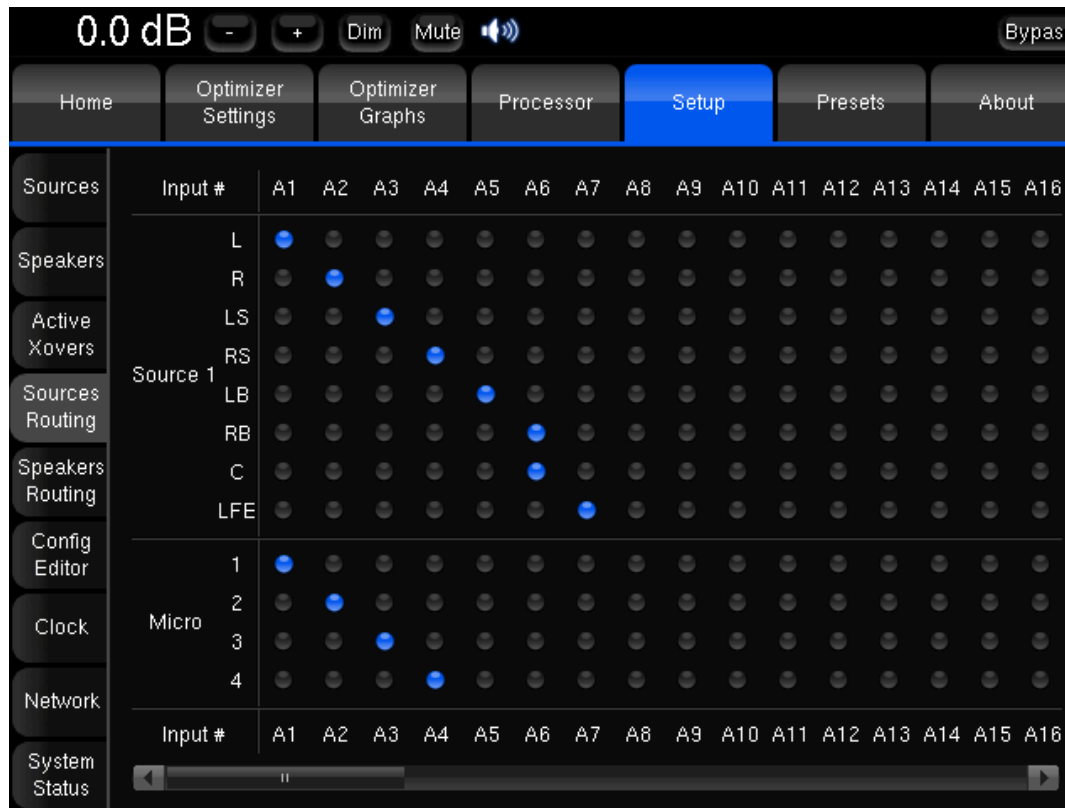 0.0 dB - + Dim Mute Bypas
Home Optimizer Settings Optimizer Graphs Processor Setup Presets About
Sources
Speakers
Active
Xovers
Sources
Routing
Speakers
Routing
Config
Editor
Clock
Network
System
Status
Input # A1 A2 A3 A4 A5 A6 A7 A8 A9 A10 A11 A12 A13 A14 A15 A16
Source 1
L
R
LS
RS
LB
RB
C
LFE
Micro
1
2
3
4
Input # A1 A2 A3 A4 A5 A6 A7 A8 A9 A10 A11 A12 A13 A14 A15 A16